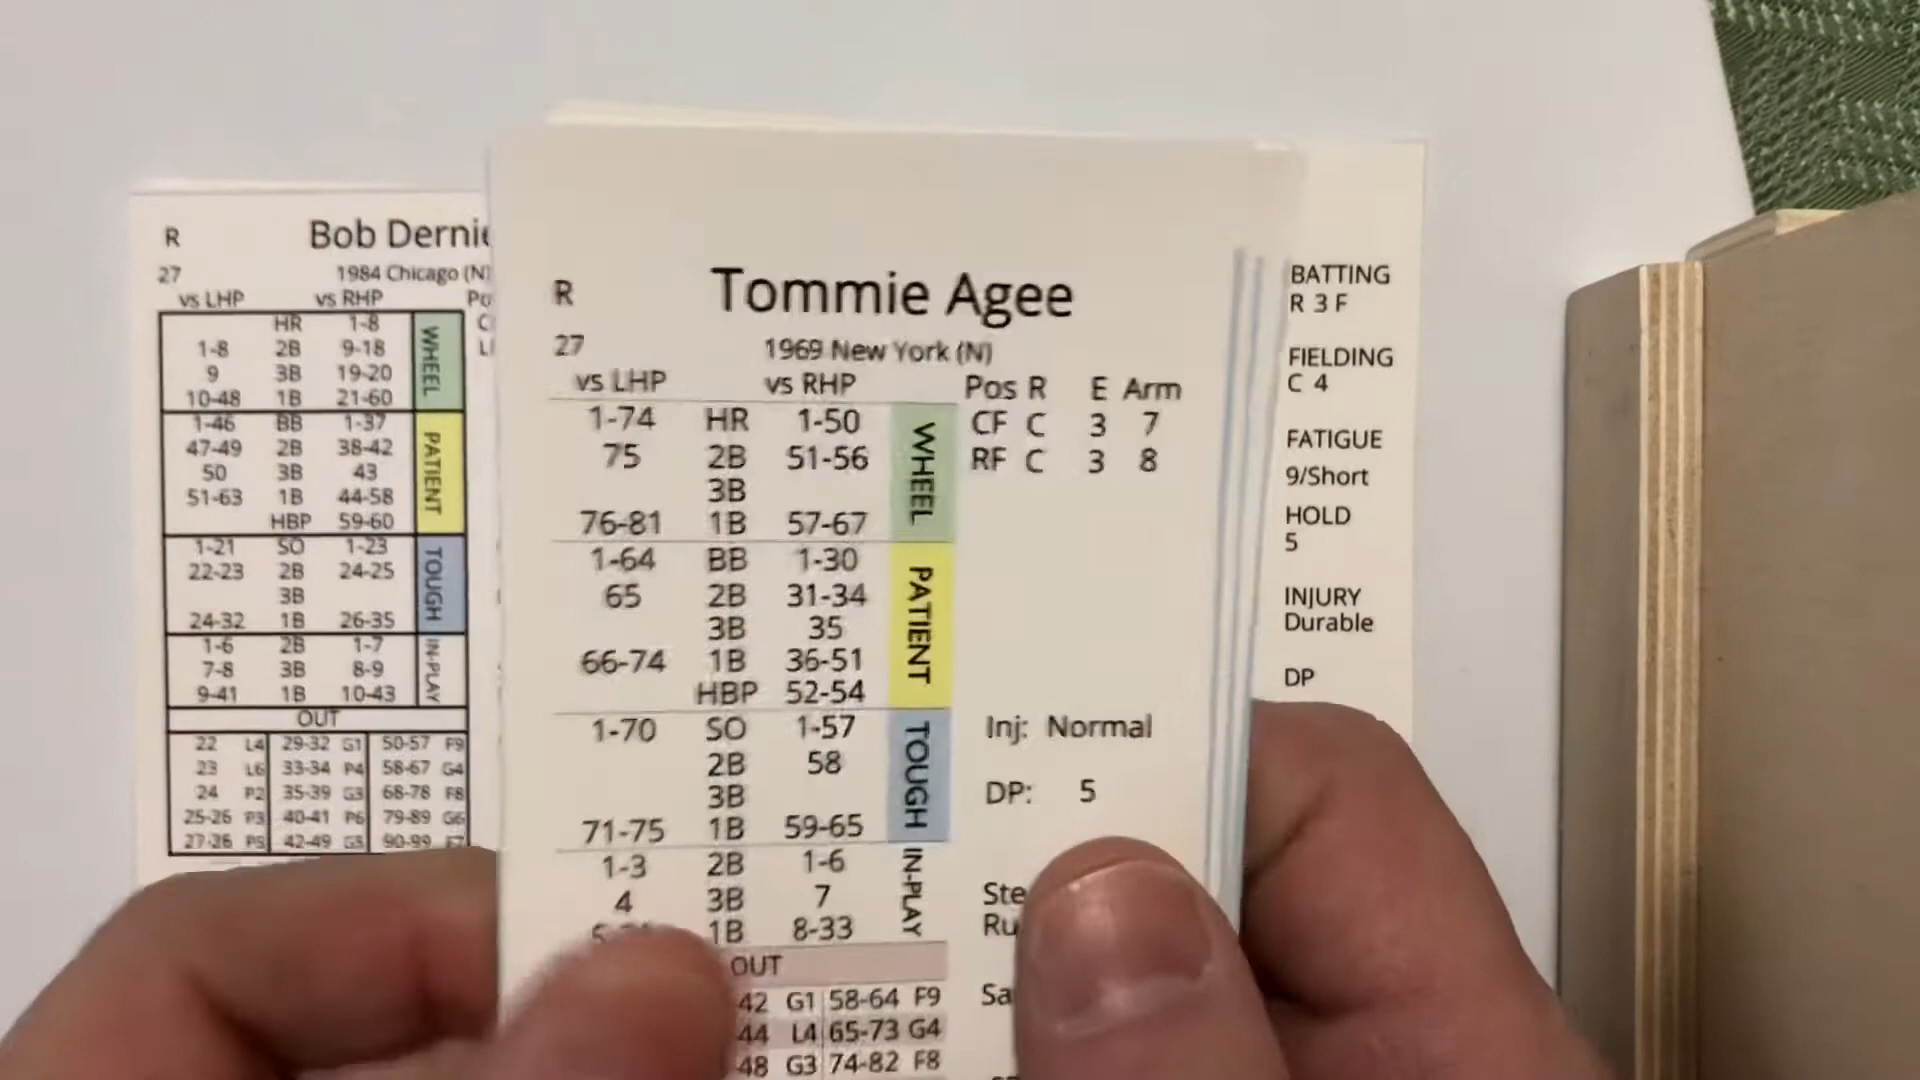 R Bob Dernie
27 1984 Chicago (N)
vs LHP vs RHP
HR 1-8 WHEEL
1-8 2B 9-18
9 3B 19-20
10-48 1B 21-60
1-46 BB 1-37 PATIENT
47-49 2B 38-42
50 3B 43
51-63 1B 44-58
HBP 59-60
1-21 SO 1-23 TOUGH
22-23 2B 24-25
3B
24-32 1B 26-35
1-6 2B 1-7 IN-PLAY
7-8 3B 8-9
9-41 1B 10-43
OUT
22 L4 29-32 G1 50-57 F9
23 L6 33-34 P4 58-67 G4
24 P2 35-39 G3 68-78 F8
25-26 P3 40-41 P6 79-89 G6
42-49 G5 90-99
R Tommie Agee
27 1969 New York (N)
vs LHP vs RHP Pos R E Arm
1-74 HR 1-50 WHEEL CF C 3 7
75 2B 51-56 RF C 3 8
3B
76-81 1B 57-67
1-64 BB 1-30 PATIENT
65 2B 31-34
3B 35
66-74 1B 36-51
HBP 52-54
1-70 SO 1-57 TOUGH Inj: Normal
2B 58
3B DP: 5
71-75 1B 59-65
1-3 2B 1-6 IN-PLAY
4 3B 7 Ste
1B 8-33 Ru
OUT
42 G1 58-64 F9 Sa
44 L4 65-73 G4
48 G3 74-82 F8
BATTING
R 3 F
FIELDING
C 4
FATIGUE
9/Short
HOLD
5
INJURY
Durable
DP